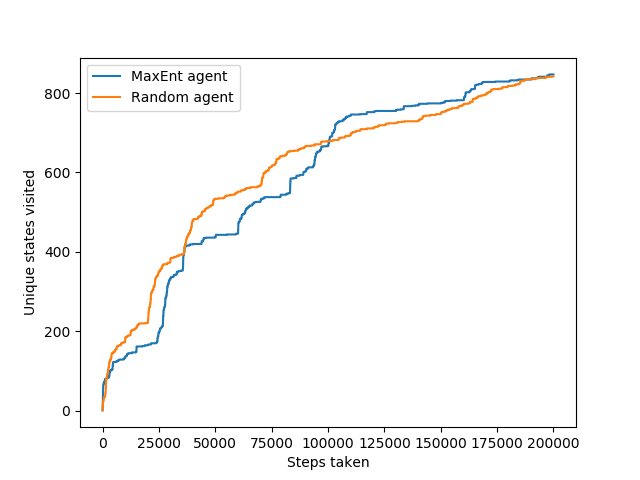 MaxEnt agent
Random agent
800
600
400
200
0
Unique states visited
0 25000 50000 75000 100000 125000 150000 175000 200000
Steps taken